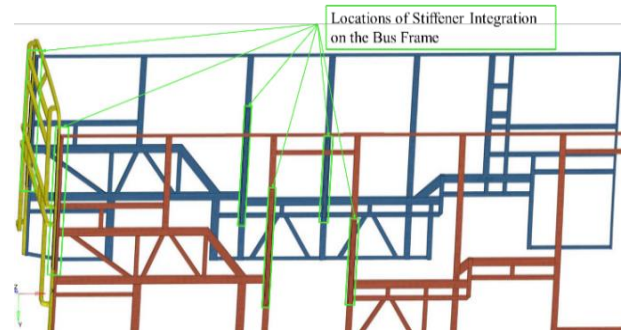 Locations of Stiffener Integration
on the Bus Frame